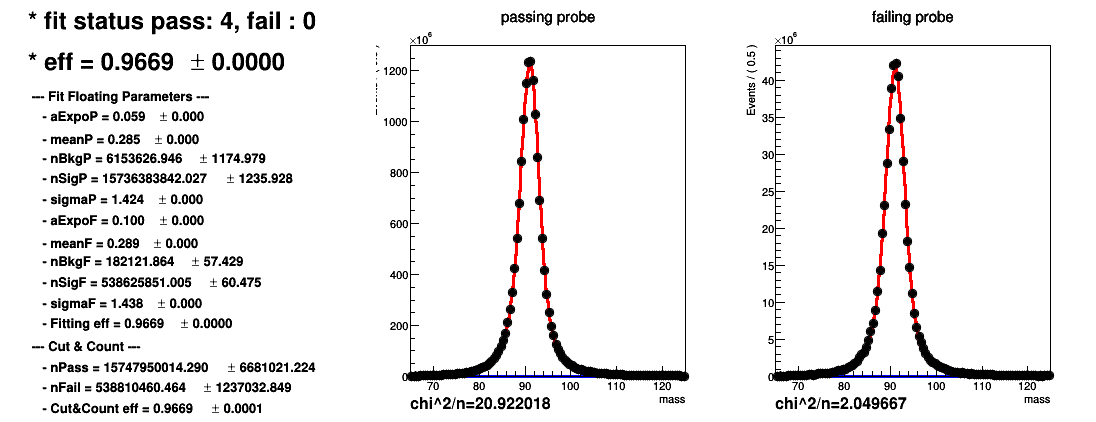 * fit status pass: 4, fail : 0
* eff = 0.9669 ± 0.0000
--- Fit Floating Parameters ---
- aExpoP = 0.059 ± 0.000
- meanP = 0.285 ± 0.000
- nBkgP = 6153626.946 ± 1174.979
- nSigP = 15736383842.027 ± 1235.928
- sigmaP = 1.424 ± 0.000
- aExpoF = 0.100 ± 0.000
- meanF = 0.289 ± 0.000
- nBkgF = 182121.864 ± 57.429
- nSigF = 538625851.005 ± 60.475
- sigmaF = 1.438 ± 0.000
- Fitting eff = 0.9669 ± 0.0000
--- Cut & Count ---
- nPass = 15747950014.290 ± 6681021.224
- nFail = 538810460.464 ± 1237032.849
- Cut&Count eff = 0.9669 ± 0.0001
passing probe
×10⁶
1200
1000
800
600
400
200
0
70 80 90 100 110 120
mass
chi^2/n=20.922018
failing probe
×10⁶
Events / ( 0.5 )
40
35
30
25
20
15
10
5
0
70 80 90 100 110 120
mass
chi^2/n=2.049667